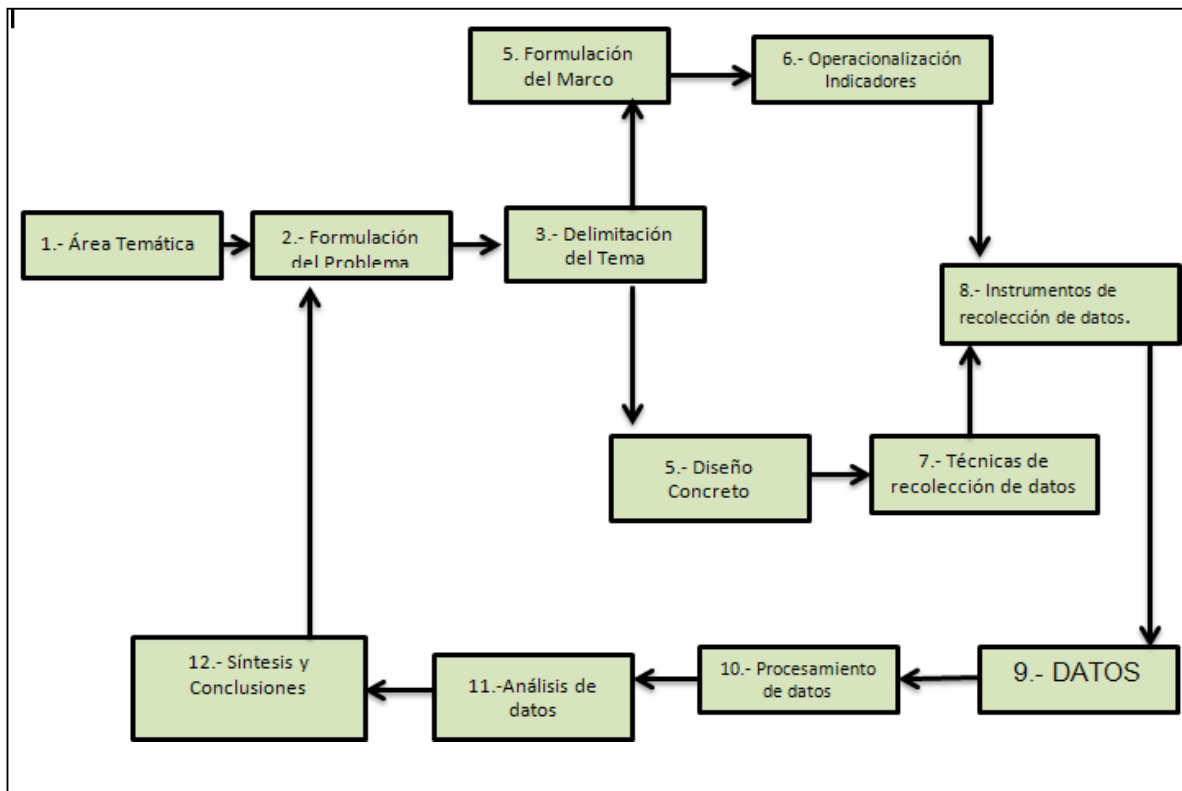 5. Formulación
del Marco
6.- Operacionalización
Indicadores
1.- Área Temática
2.- Formulación
del Problema
3.- Delimitación
del Tema
8.- Instrumentos de
recolección de datos.
5.- Diseño
Concreto
7.- Técnicas de
recolección de datos
12.- Síntesis y
Conclusiones
11.-Análisis de
datos
10.- Procesamiento
de datos
9.- DATOS